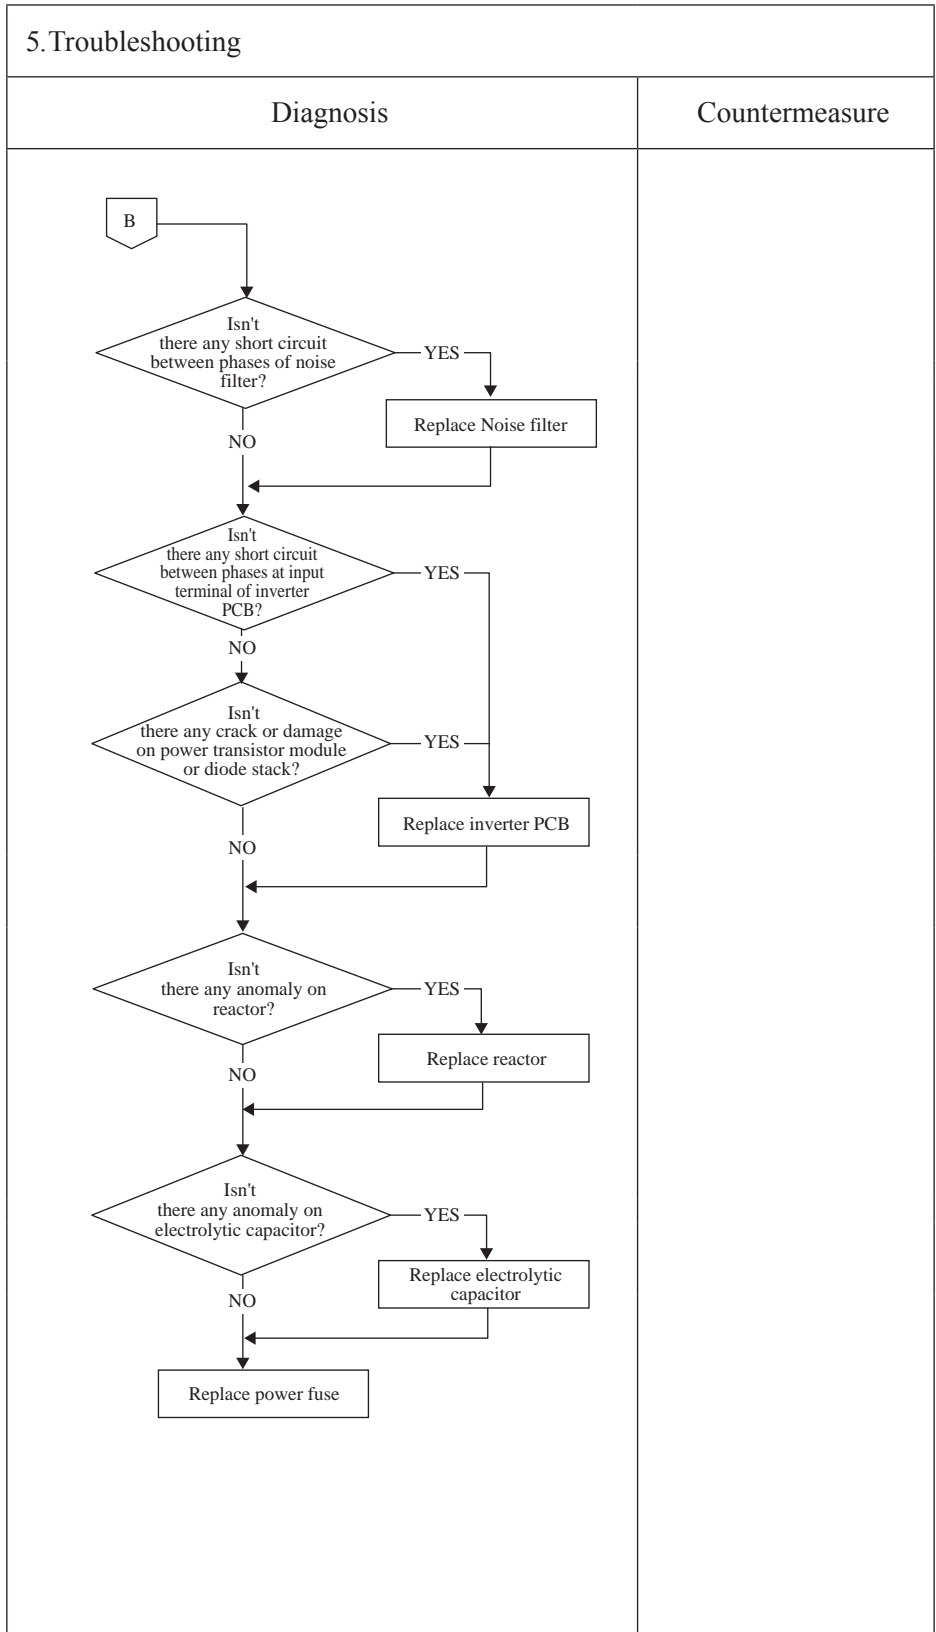 5.Troubleshooting
Diagnosis
Countermeasure
B
Isn't
there any short circuit
between phases of noise
filter?
YES
Replace Noise filter
NO
Isn't
there any short circuit
between phases at input
terminal of inverter
PCB?
YES
NO
Isn't
there any crack or damage
on power transistor module
or diode stack?
YES
Replace inverter PCB
NO
Isn't
there any anomaly on
reactor?
YES
Replace reactor
NO
Isn't
there any anomaly on
electrolytic capacitor?
YES
Replace electrolytic
capacitor
NO
Replace power fuse